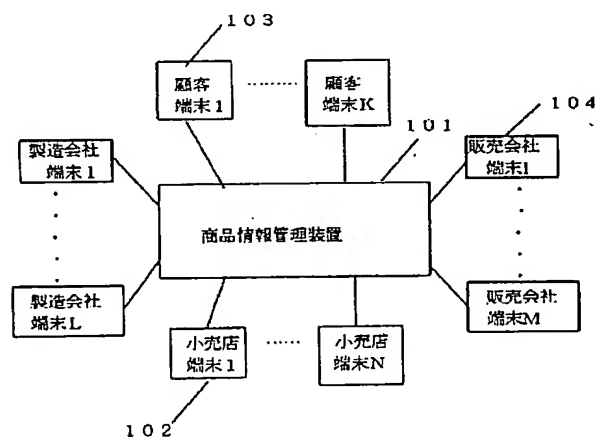 103
顧客
端末1
顧客
端末K
101
104
製造会社
端末1
販売会社
端末1
商品情報管理装置
製造会社
端末L
販売会社
端末M
小売店
端末1
小売店
端末N
102